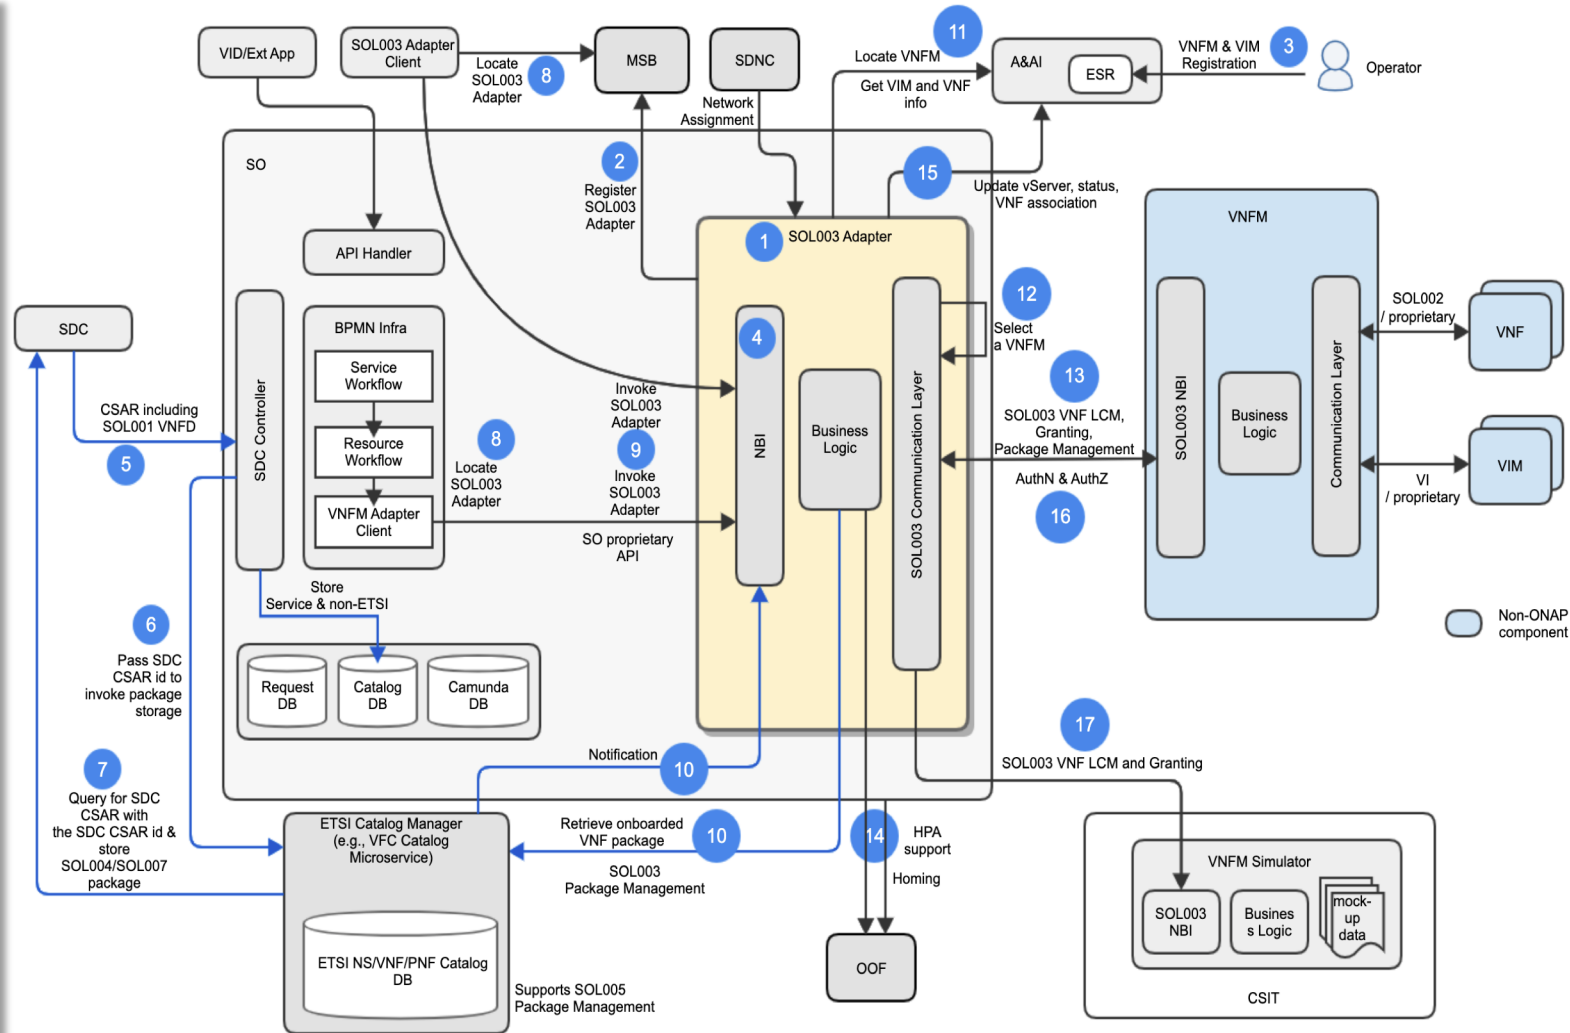 VID/Ext App
SOL003 Adapter
Client
Locate
SOL003
Adapter
8
MSB
SDNC
Network
Assignment
Locate VNFM
11
Get VIM and VNF
info
A&AI
ESR
VNFM & VIM
Registration
3
Operator
SO
2
Register
SOL003
Adapter
15
Update vServer, status,
VNF association
API Handler
1
SOL003 Adapter
VNFM
SDC
SDC Controller
BPMN Infra
Service
Workflow
Resource
Workflow
VNFM Adapter
Client
CSAR including
SOL001 VNFD
5
8
Locate
SOL003
Adapter
Invoke
SOL003
Adapter
9
Invoke
SOL003
Adapter
SO proprietary
API
4
NBI
Business
Logic
SOL003 Communication Layer
12
Select
a VNFM
13
SOL003 VNF LCM,
Granting,
Package Management
AuthN & AuthZ
16
SOL003 NBI
Business
Logic
Communication Layer
SOL002
/ proprietary
VNF
VI
/ proprietary
VIM
Non-ONAP
component
Store
Service & non-ETSI
6
Pass SDC
CSAR id to
invoke package
storage
Request
DB
Catalog
DB
Camunda
DB
7
Query for SDC
CSAR with
the SDC CSAR id &
store
SOL004/SOL007
package
Notification
10
ETSI Catalog Manager
(e.g., VFC Catalog
Microservice)
Retrieve onboarded
VNF package
10
SOL003
Package Management
14
HPA
support
Homing
17
SOL003 VNF LCM and Granting
VNFM Simulator
SOL003
NBI
Busines
s Logic
mock-
up
data
CSIT
ETSI NS/VNF/PNF Catalog
DB
Supports SOL005
Package Management
OOF